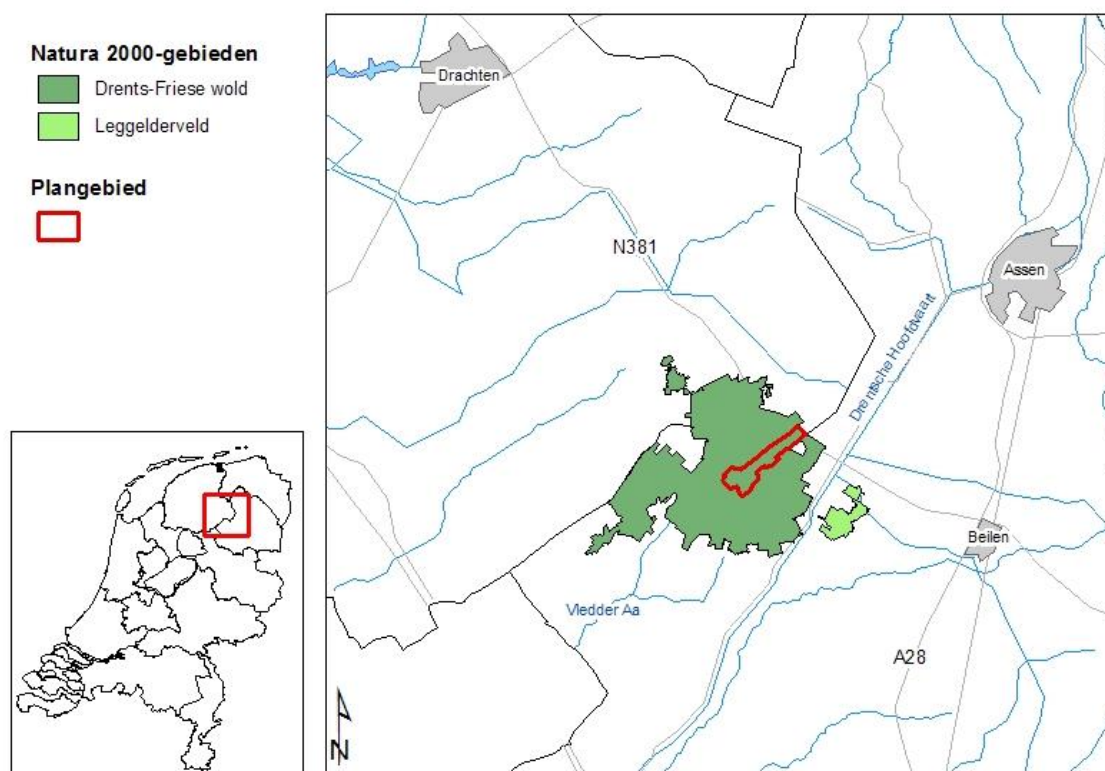 Natura 2000-gebieden
Drents-Friese wold
Leggelderveld
Plangebied
Drachten
N381
Assen
Drentsche Hoofdvaart
Beilen
Vledder Aa
A28
N